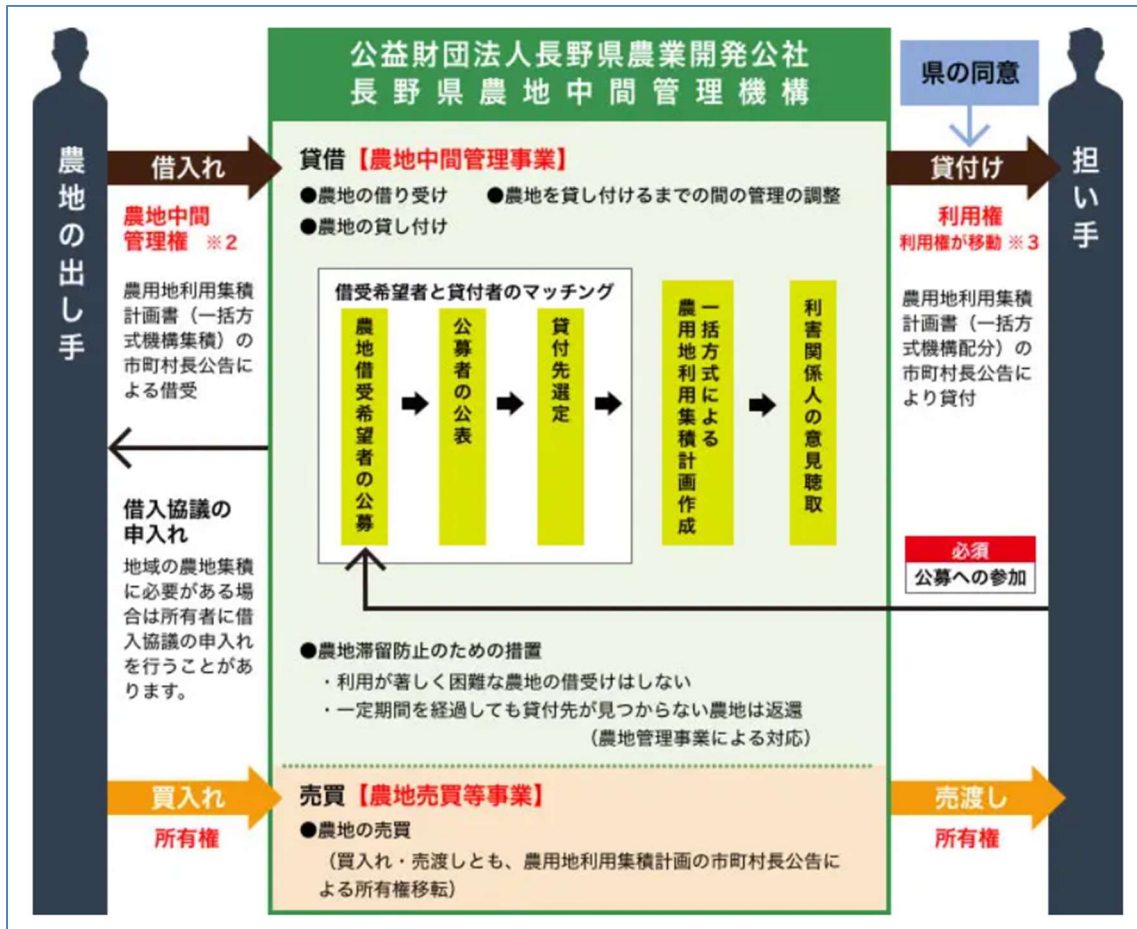 公益財団法人長野県農業開発公社
長野県農地中間管理機構
農地の出し手
借入れ
農地中間
管理権 ※2
農用地利用集積
計画書（一括方
式機構集積）の
市町村長公告に
よる借受
借入協議の
申入れ
地域の農地集積
に必要がある場
合は所有者に借
入協議の申入れ
を行うことがあ
ります。
買入れ
所有権
貸借【農地中間管理事業】
●農地の借り受け ●農地を貸し付けるまでの間の管理の調整
●農地の貸し付け
借受希望者と貸付者のマッチング
農地借受希望者の公募
公募者の公表
貸付先選定
一括方式による
農用地利用集積計画作成
利害関係人の意見聴取
●農地滞留防止のための措置
・利用が著しく困難な農地の借受けはしない
・一定期間を経過しても貸付先が見つからない農地は返還
（農地管理事業による対応）
売買【農地売買等事業】
●農地の売買
（買入れ・売渡しとも、農用地利用集積計画の市町村長公告に
よる所有権移転）
県の同意
貸付け
利用権
利用権が移動 ※3
農用地利用集積
計画書（一括方
式機構配分）の
市町村長公告に
より貸付
必須
公募への参加
売渡し
所有権
担い手